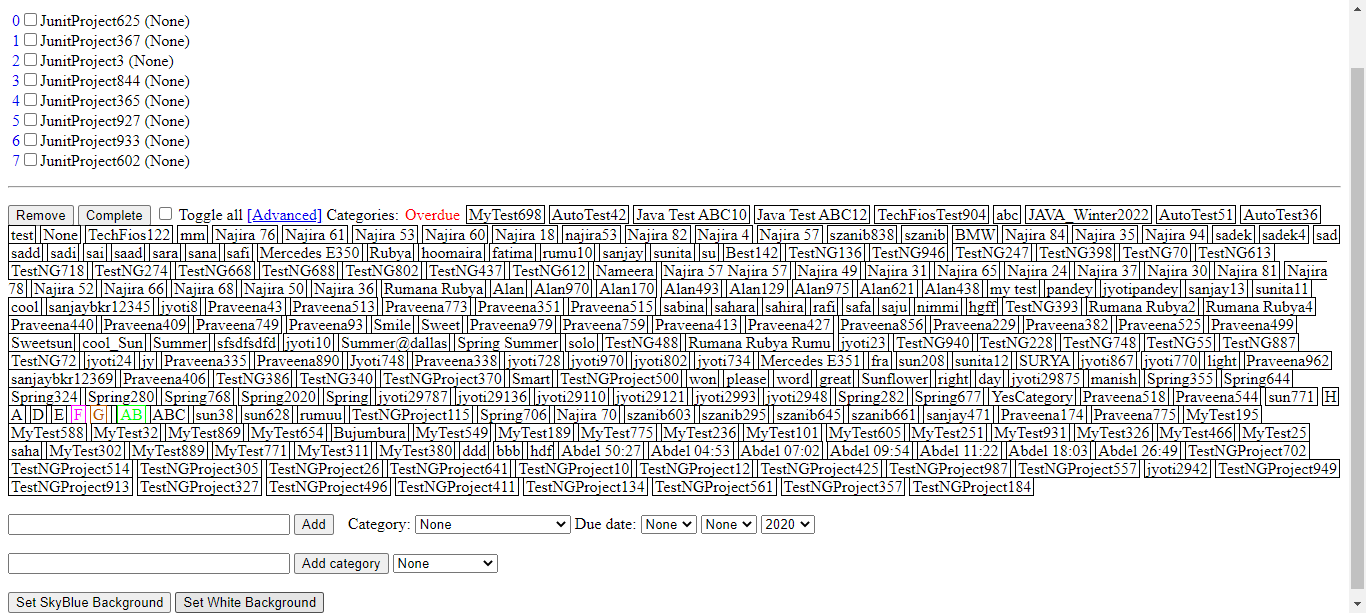 0 JunitProject625 (None)
1 JunitProject367 (None)
2 JunitProject3 (None)
3 JunitProject844 (None)
4 JunitProject365 (None)
5 JunitProject927 (None)
6 JunitProject933 (None)
7 JunitProject602 (None)
Remove Complete Toggle all [Advanced] Categories: Overdue MyTest698 AutoTest42 Java Test ABC10 Java Test ABC12 TechFiosTest904 abc JAVA_Winter2022 AutoTest51 AutoTest36
test None TechFios122 mm Najira 76 Najira 61 Najira 53 Najira 60 Najira 18 najira53 Najira 82 Najira 4 Najira 57 szanib838 szanib BMW Najira 84 Najira 35 Najira 94 sadek sadek4 sad
sadd sadi sai saad sara sana safi Mercedes E350 Rubya hoomaira fatima rumu10 sanjay sunita su Best142 TestNG136 TestNG946 TestNG247 TestNG398 TestNG70 TestNG613
TestNG718 TestNG274 TestNG668 TestNG688 TestNG802 TestNG437 TestNG612 Nameera Najira 57 Najira 57 Najira 49 Najira 31 Najira 65 Najira 24 Najira 37 Najira 30 Najira 81 Najira
78 Najira 52 Najira 66 Najira 68 Najira 50 Najira 36 Rumana Rubya Alan Alan970 Alan170 Alan493 Alan129 Alan975 Alan621 Alan438 my test pandey jyotipandey sanjay13 sunita11
cool sanjaybkr12345 jyoti8 Praveena43 Praveena513 Praveena773 Praveena351 Praveena515 sabina sahara sahira rafi safa saju nimmi hgff TestNG393 Rumana Rubya2 Rumana Rubya4
Praveena440 Praveena409 Praveena749 Praveena93 Smile Sweet Praveena979 Praveena759 Praveena413 Praveena427 Praveena856 Praveena229 Praveena382 Praveena525 Praveena499
Sweetsun cool_Sun Summer sfsdfsdfd jyoti10 Summer@dallas Spring Summer solo TestNG488 Rumana Rubya Rumu jyoti23 TestNG940 TestNG228 TestNG748 TestNG55 TestNG887
TestNG72 jyoti24 jy Praveena335 Praveena890 Jyoti748 Praveena338 jyoti728 jyoti970 jyoti802 jyoti734 Mercedes E351 fra sun208 sunita12 SURYA jyoti867 jyoti770 light Praveena962
sanjaybkr12369 Praveena406 TestNG386 TestNG340 TestNGProject370 Smart TestNGProject500 won please word great Sunflower right day jyoti29875 manish Spring355 Spring644
Spring324 Spring280 Spring768 Spring2020 Spring jyoti29787 jyoti29136 jyoti29110 jyoti29121 jyoti2993 jyoti2948 Spring282 Spring677 YesCategory Praveena518 Praveena544 sun771 H
A D E F G AB ABC sun38 sun628 rumuu TestNGProject115 Spring706 Najira 70 szanib603 szanib295 szanib645 szanib661 sanjay471 Praveena174 Praveena775 MyTest195
MyTest588 MyTest32 MyTest869 MyTest654 Bujumbura MyTest549 MyTest189 MyTest775 MyTest236 MyTest101 MyTest605 MyTest251 MyTest931 MyTest326 MyTest466 MyTest25
saha MyTest302 MyTest889 MyTest771 MyTest311 MyTest380 ddd bbb hdf Abdel 50:27 Abdel 04:53 Abdel 07:02 Abdel 09:54 Abdel 11:22 Abdel 18:03 Abdel 26:49 TestNGProject702
TestNGProject514 TestNGProject305 TestNGProject26 TestNGProject641 TestNGProject10 TestNGProject12 TestNGProject425 TestNGProject987 TestNGProject557 jyoti2942 TestNGProject949
TestNGProject913 TestNGProject327 TestNGProject496 TestNGProject411 TestNGProject134 TestNGProject561 TestNGProject357 TestNGProject184
Add Category: None Due date: None None 2020
Add category None
Set SkyBlue Background Set White Background